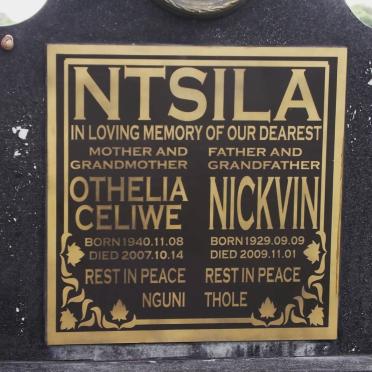 NTSILA
IN LOVING MEMORY OF OUR DEAREST
MOTHER AND
GRANDMOTHER
OTHELIA
CELIWE
BORN 1940.11.08
DIED 2007.10.14
REST IN PEACE
NGUNI
FATHER AND
GRANDFATHER
NICKVIN
BORN 1929.09.09
DIED 2009.11.01
REST IN PEACE
THOLE